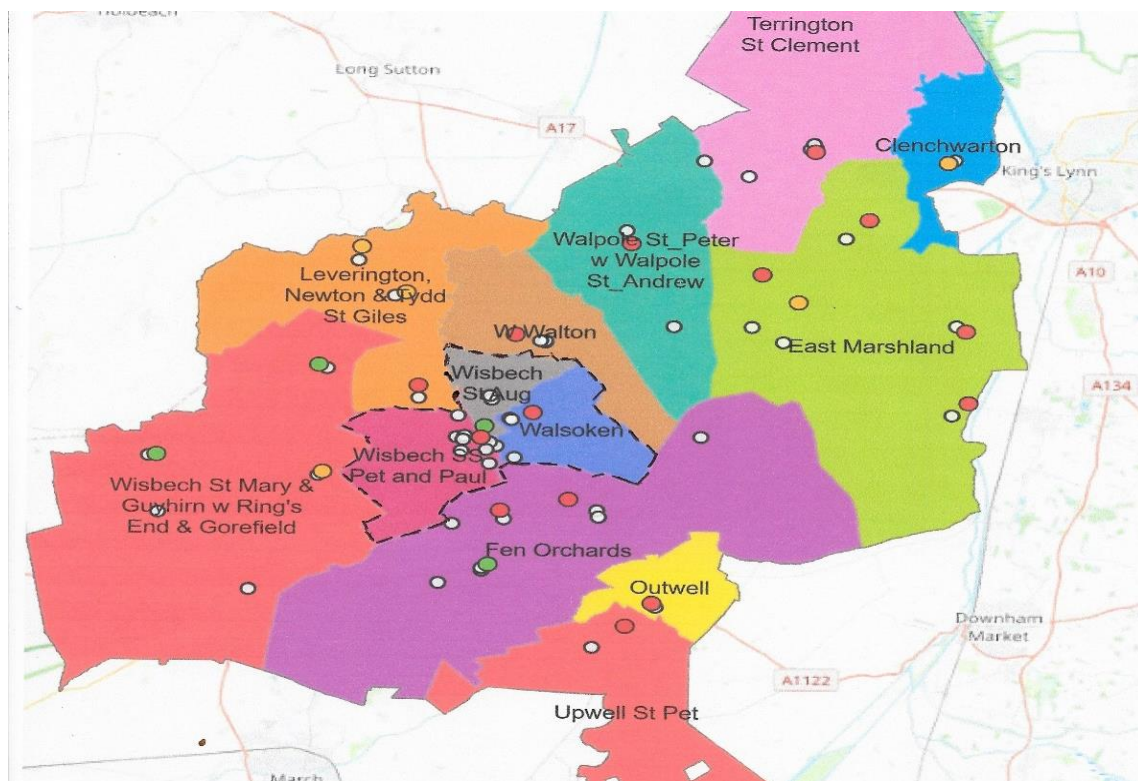 Holbeach
Terrington
St Clement
Long Sutton
A17
Clenchwarton
King's Lynn
Walpole St_Peter
w Walpole
St_Andrew
A10
Leverington,
Newton & Tydd
St Giles
W Walton
East Marshland
Wisbech
St Aug
A134
Walsoken
Wisbech SS
Pet and Paul
Wisbech St Mary &
Guyhirn w Ring's
End & Gorefield
Fen Orchards
Outwell
Downham
Market
A1122
Upwell St Pet
March